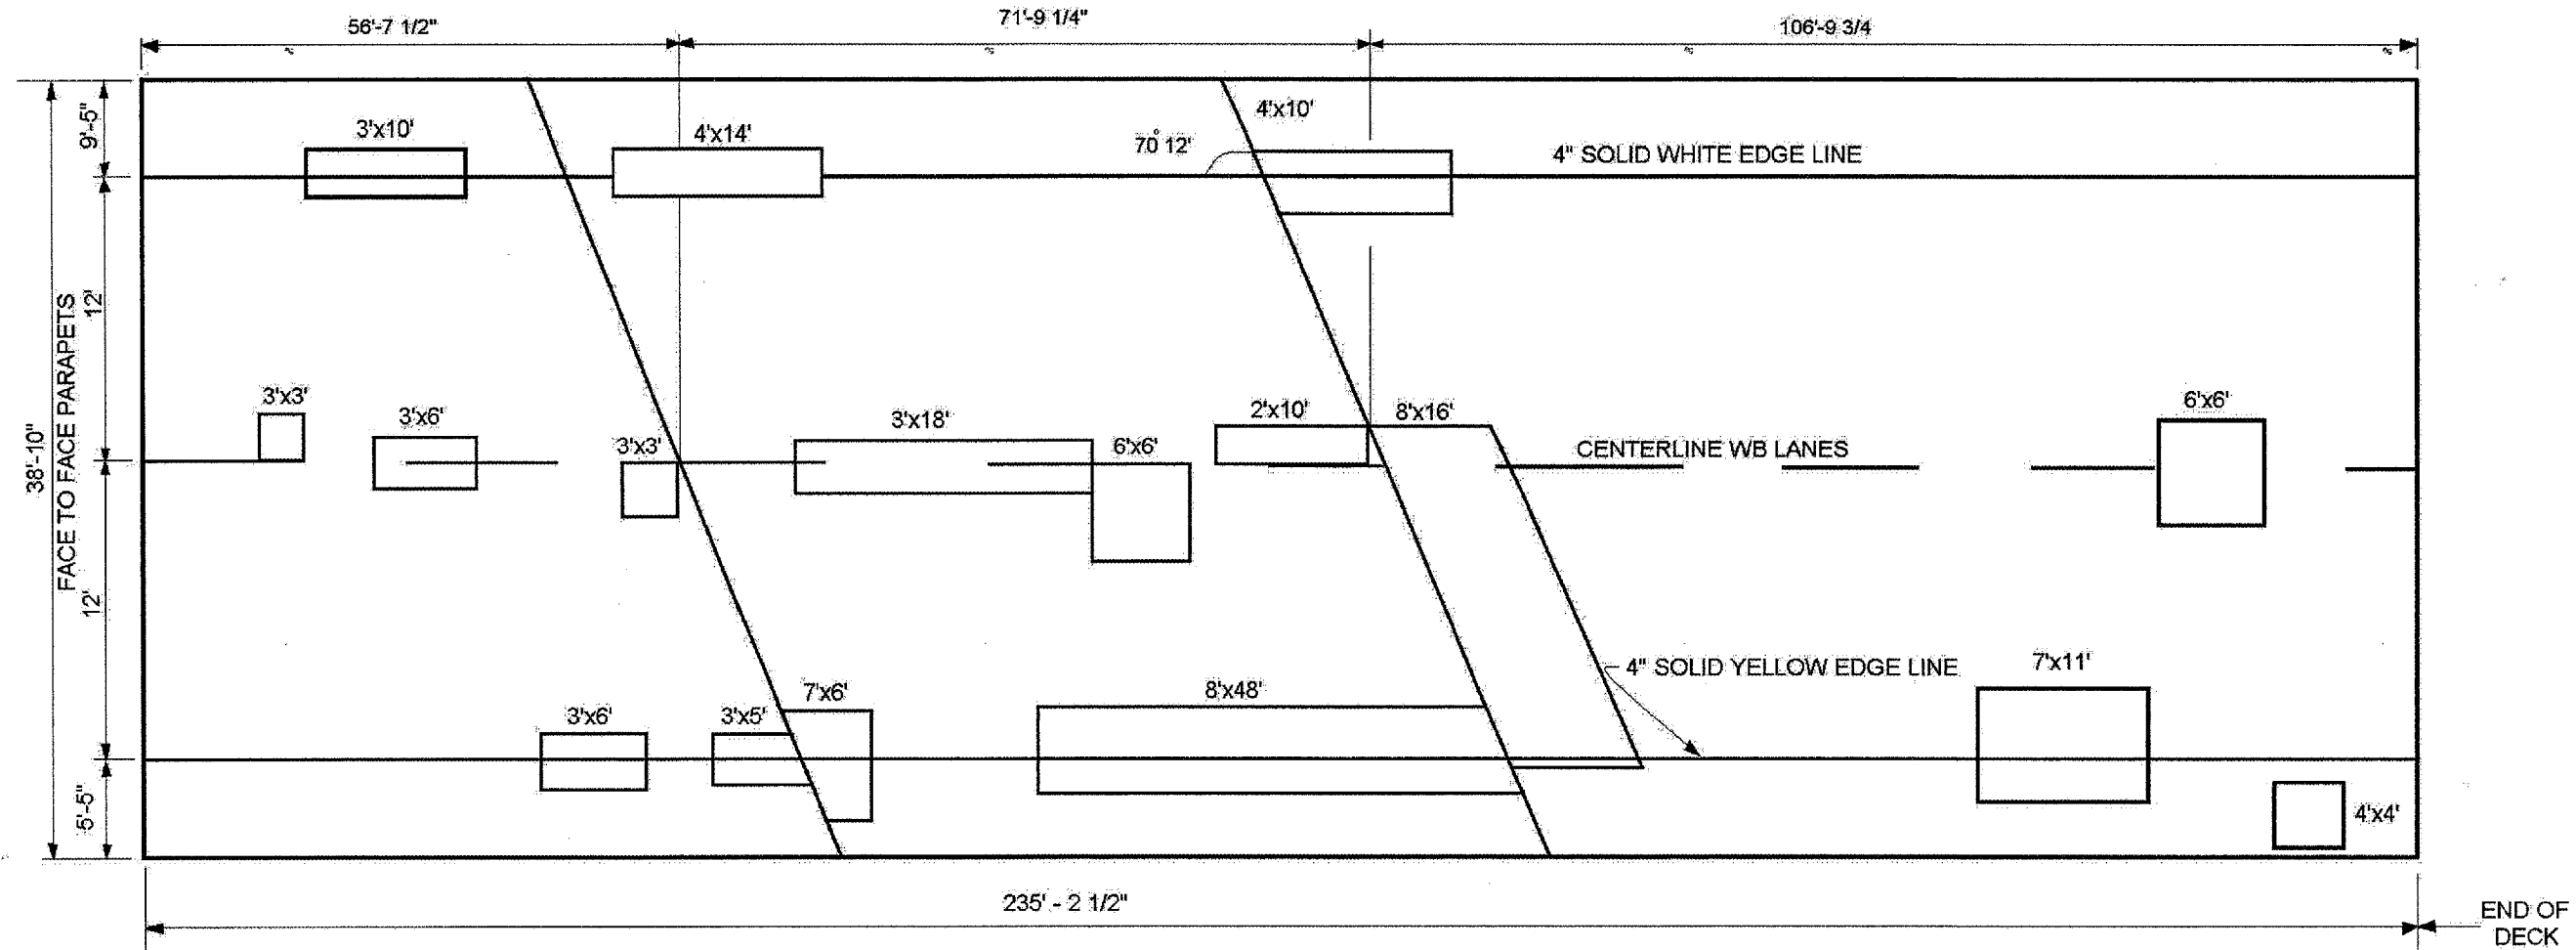 56'-7 1/2"
71'-9 1/4"
106'-9 3/4
9'-5"
3'x10'
4'x14'
4'x10'
70° 12'
4" SOLID WHITE EDGE LINE
12'
38'-10"
FACE TO FACE PARAPETS
3'x3'
3'x6'
3'x3'
3'x18'
6'x6'
2'x10'
8'x16'
CENTERLINE WB LANES
6'x6'
12'
3'x6'
3'x5'
7'x6'
8'x48'
4" SOLID YELLOW EDGE LINE
7'x11'
5'-5"
4'x4'
235' - 2 1/2"
END OF
DECK